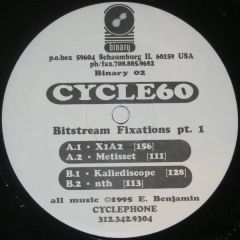 binary
p.o.box 59604 Schaumburg IL 60159 USA
phy/fax.708.885.9682
Binary 02
CYCLE60
Bitstream Fixations pt. 1
A.1 • X1A2 [156]
A.2 • Metisset [111]
B.1 • Kaliediscope [128]
B.2 • nth [113]
all music ©1995 E. Benjamin
CYCLEPHONE
312.342.9304